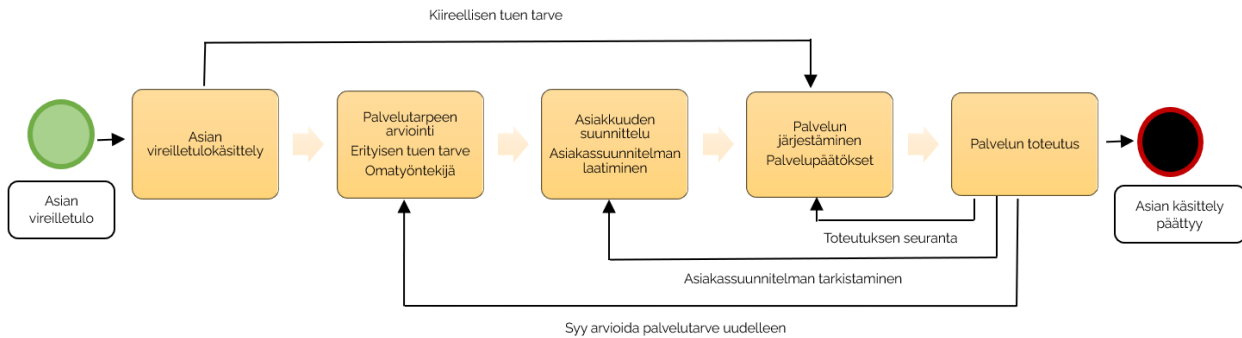 Kiireellisen tuen tarve
Asian
vireilletulo
Asian
vireilletulokäsittely
Palvelutarpeen
arviointi
Erityisen tuen tarve
Omatyöntekijä
Asiakkuuden
suunnittelu
Asiakassuunnitelman
laatiminen
Palvelun
järjestäminen
Palvelupäätökset
Palvelun toteutus
Asian käsittely
päättyy
Toteutuksen seuranta
Asiakassuunnitelman tarkistaminen
Syy arvioida palvelutarve uudelleen